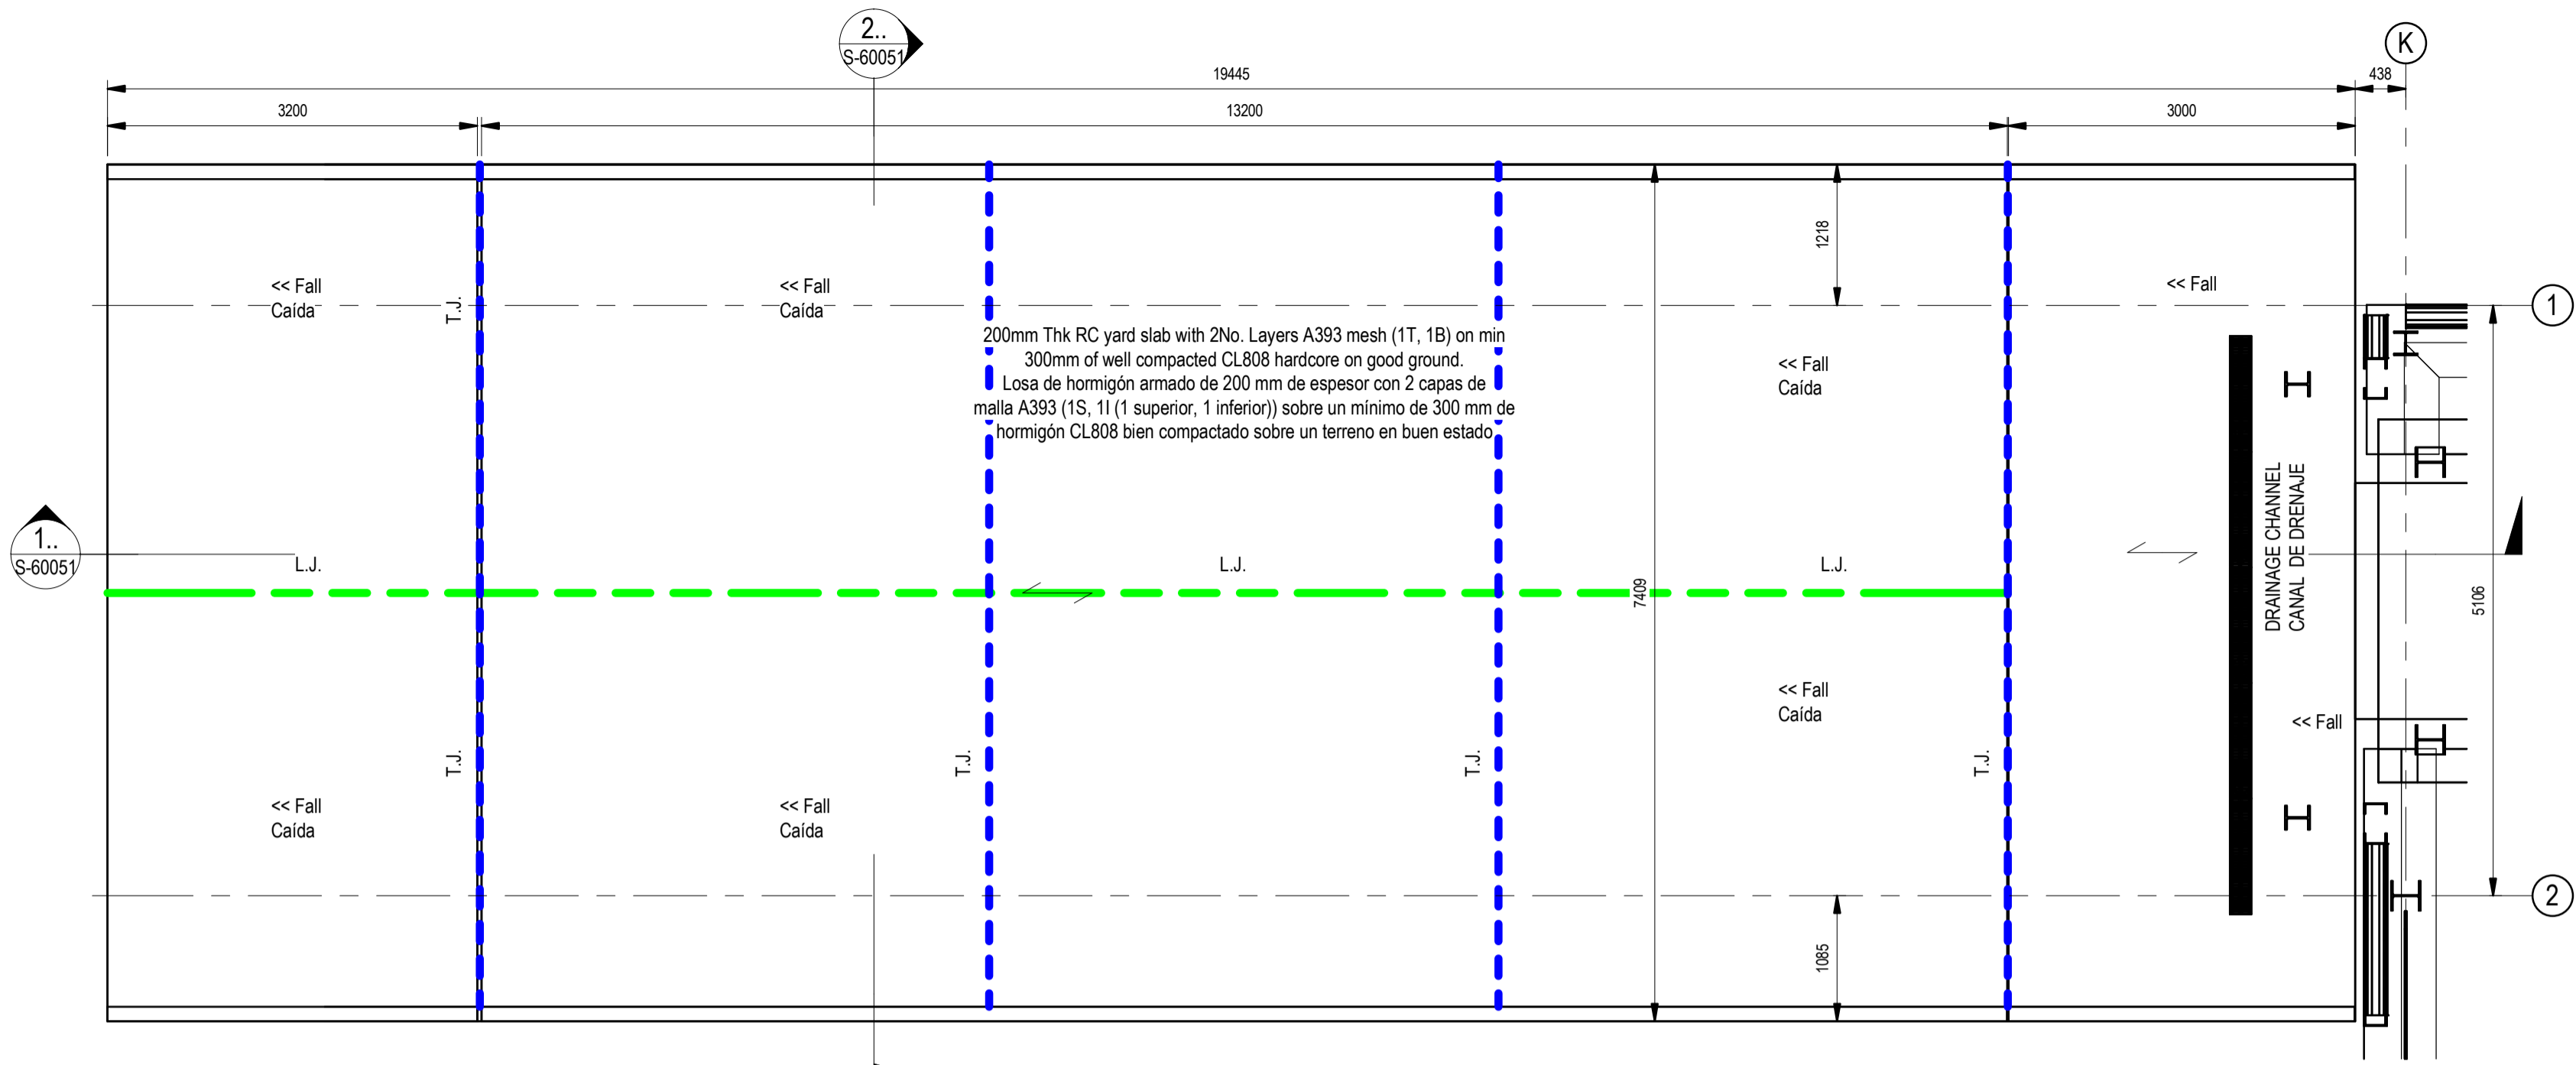 2..
S-60051
K
19445
438
3200
13200
3000
1218
<< Fall
Caída
T.J.
<< Fall
Caída
<< Fall
1
200mm Thk RC yard slab with 2No. Layers A393 mesh (1T, 1B) on min
300mm of well compacted CL808 hardcore on good ground.
Losa de hormigón armado de 200 mm de espesor con 2 capas de
malla A393 (1S, 1I (1 superior, 1 inferior)) sobre un mínimo de 300 mm de
hormigón CL808 bien compactado sobre un terreno en buen estado
<< Fall
Caída
DRAINAGE CHANNEL
CANAL DE DRENAJE
1..
S-60051
L.J.
L.J.
L.J.
7409
5106
<< Fall
Caída
<< Fall
T.J.
T.J.
T.J.
T.J.
<< Fall
Caída
<< Fall
Caída
2
1085